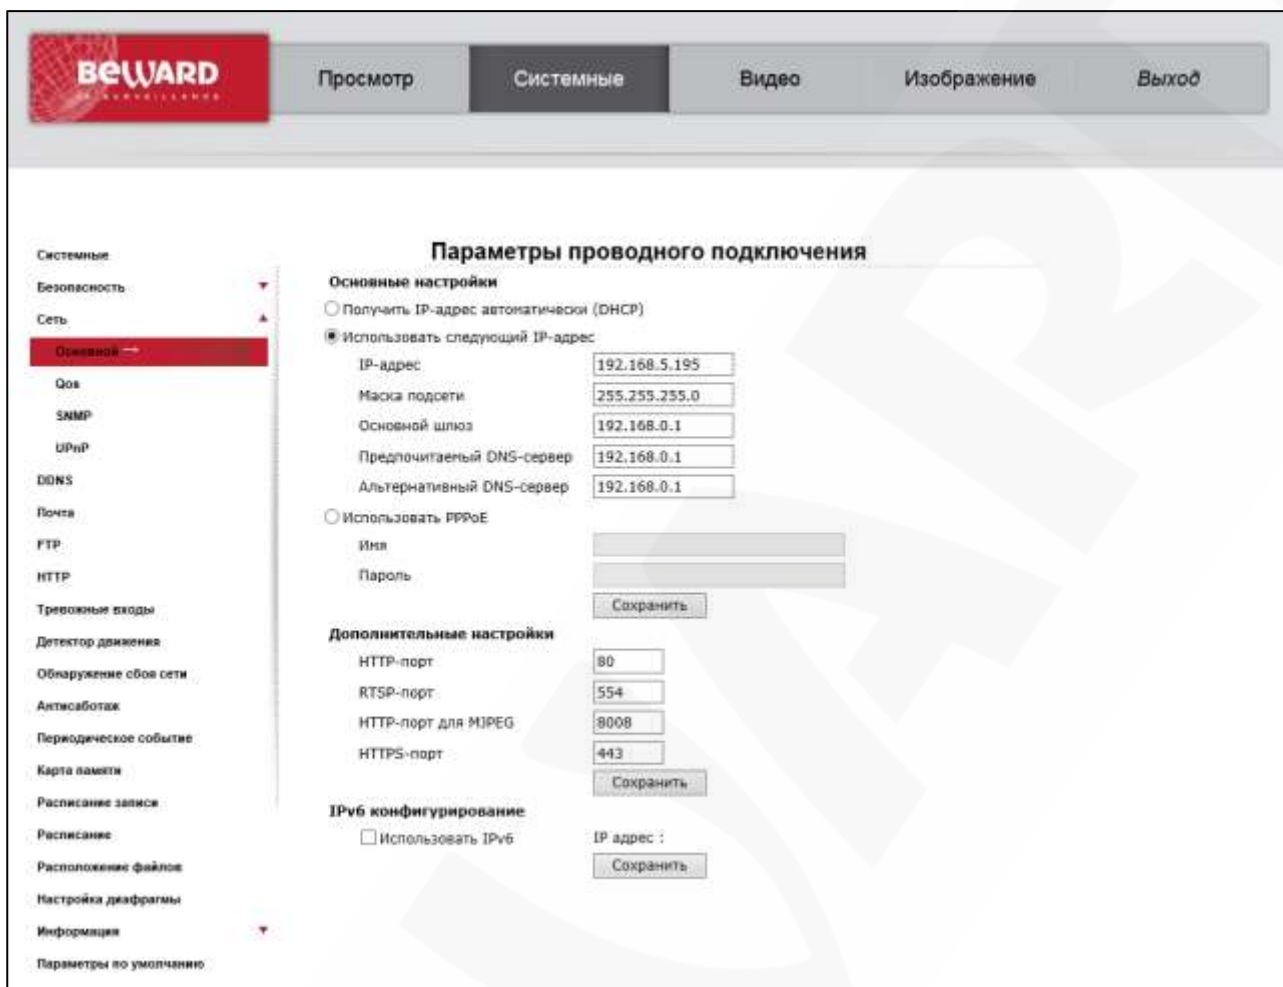 BEWARD
IP SURVEILLANCE
Просмотр
Системные
Видео
Изображение
Выход
Системные
Безопасность
Сеть
Основной →
Qos
SNMP
UPnP
DDNS
Почта
FTP
HTTP
Тревожные входы
Детектор движения
Обнаружение сбоя сети
Антисаботаж
Периодическое событие
Карта памяти
Расписание записи
Расписание
Расположение файлов
Настройка диафрагмы
Информация
Параметры по умолчанию
Параметры проводного подключения
Основные настройки
Получить IP-адрес автоматически (DHCP)
Использовать следующий IP-адрес
IP-адрес 192.168.5.195
Маска подсети 255.255.255.0
Основной шлюз 192.168.0.1
Предпочитаемый DNS-сервер 192.168.0.1
Альтернативный DNS-сервер 192.168.0.1
Использовать PPPoE
Имя
Пароль
Сохранить
Дополнительные настройки
HTTP-порт 80
RTSP-порт 554
HTTP-порт для MJPEG 8008
HTTPS-порт 443
Сохранить
IPv6 конфигурирование
Использовать IPv6 IP адрес :
Сохранить